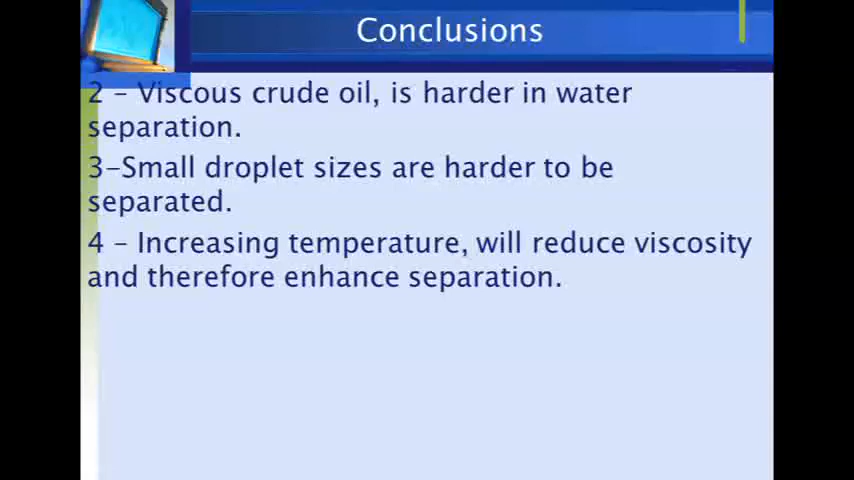 Conclusions
2 – Viscous crude oil, is harder in water
separation.
3–Small droplet sizes are harder to be
separated.
4 – Increasing temperature, will reduce viscosity
and therefore enhance separation.